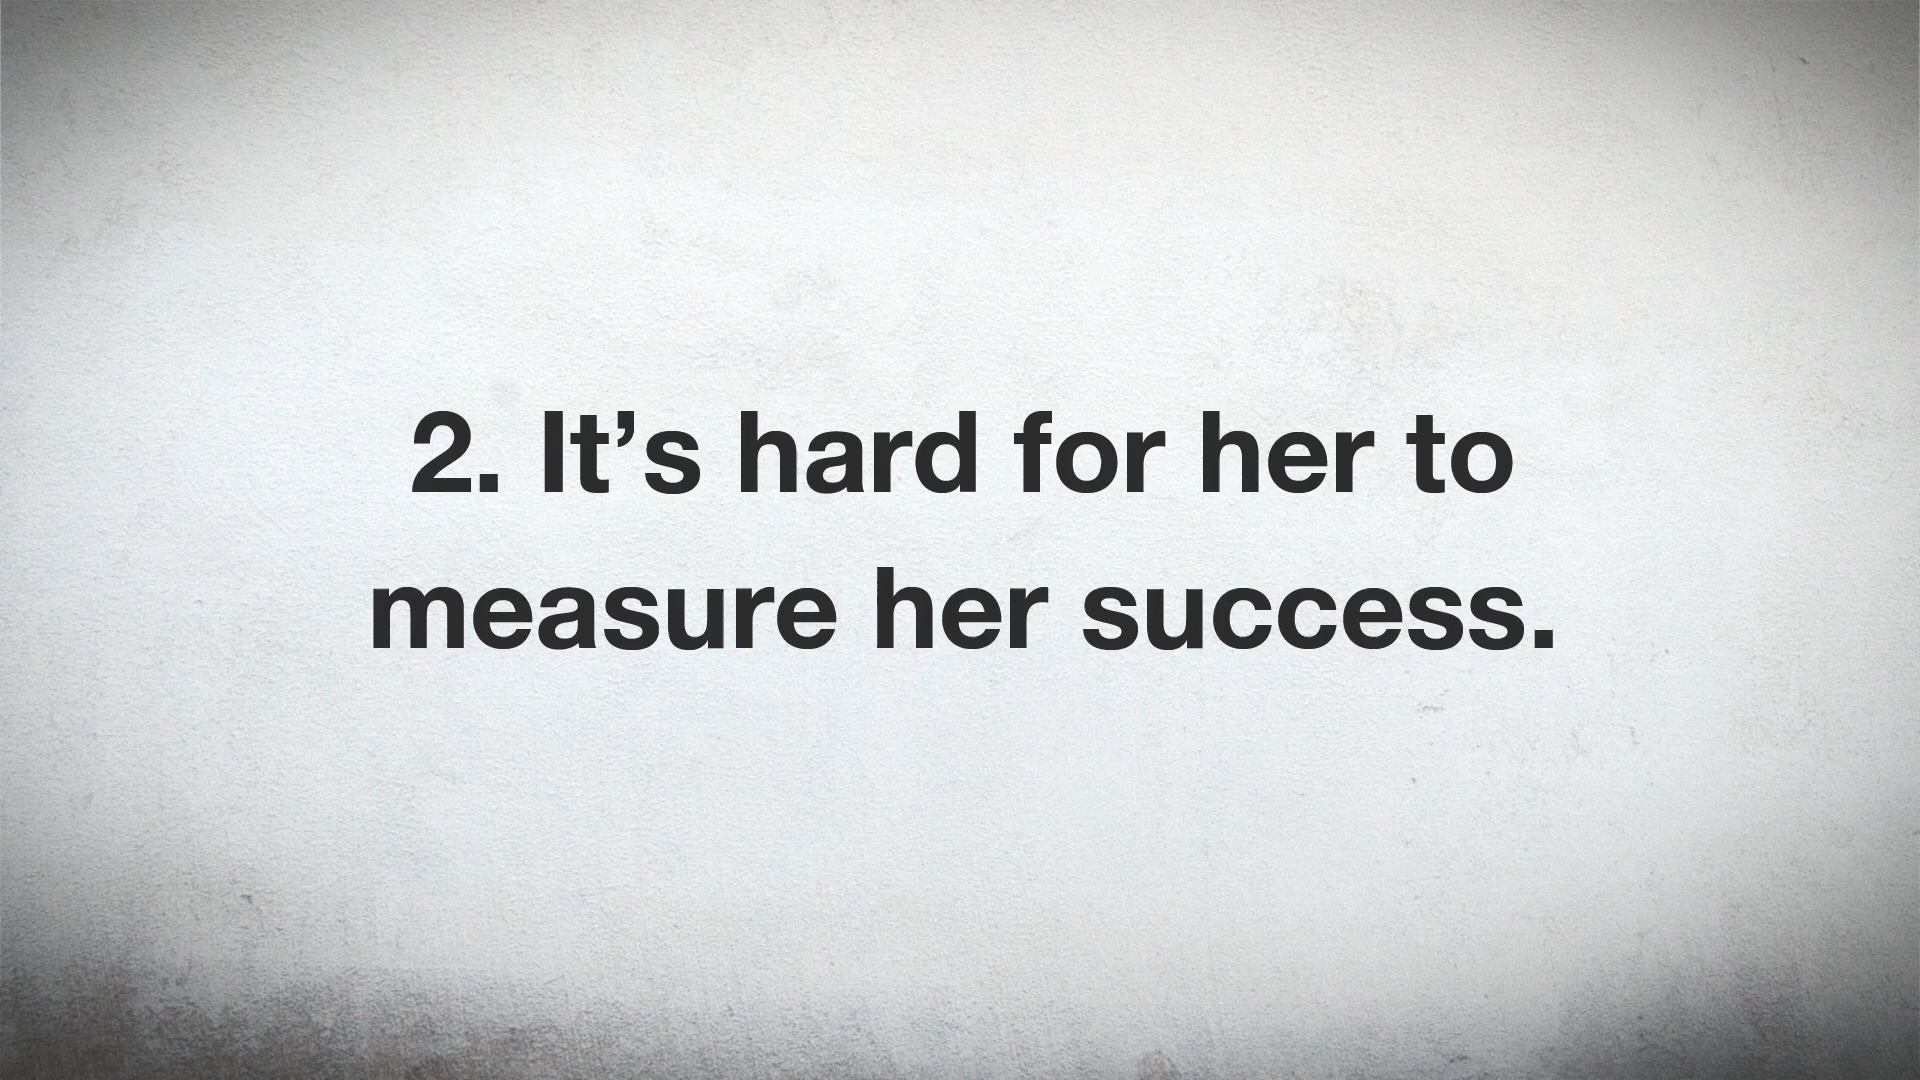 2. It’s hard for her to
measure her success.